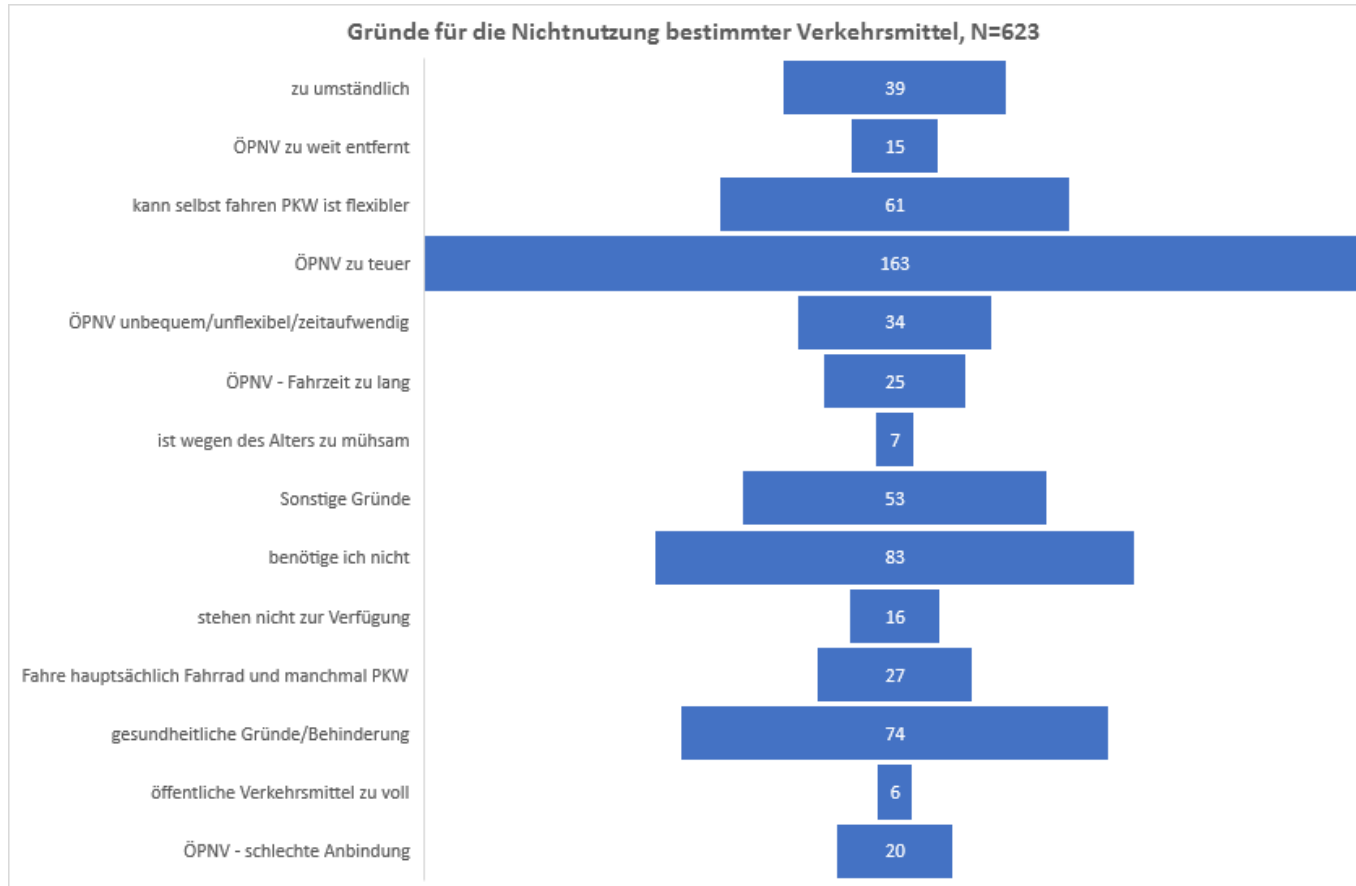 Gründe für die Nichtnutzung bestimmter Verkehrsmittel, N=623
zu umständlich 39
ÖPNV zu weit entfernt 15
kann selbst fahren PKW ist flexibler 61
ÖPNV zu teuer 163
ÖPNV unbequem/unflexibel/zeitaufwendig 34
ÖPNV - Fahrzeit zu lang 25
ist wegen des Alters zu mühsam 7
Sonstige Gründe 53
benötige ich nicht 83
stehen nicht zur Verfügung 16
Fahre hauptsächlich Fahrrad und manchmal PKW 27
gesundheitliche Gründe/Behinderung 74
öffentliche Verkehrsmittel zu voll 6
ÖPNV - schlechte Anbindung 20